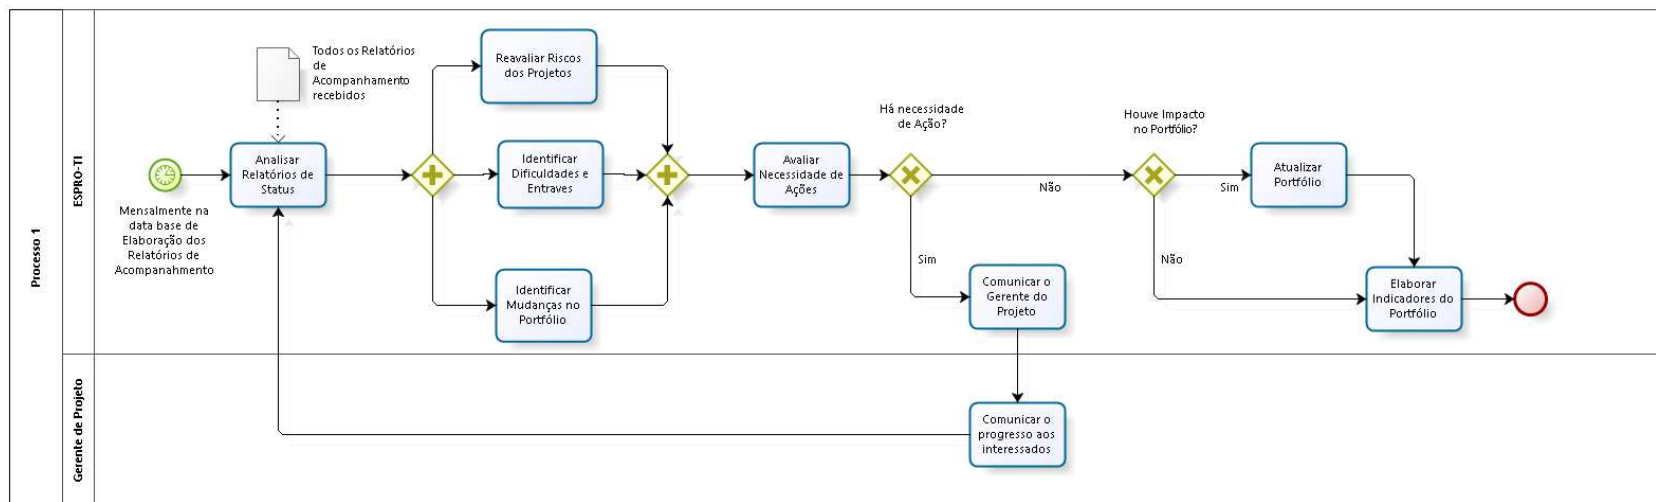 Processo 1
ESPRO-TI
Todos os Relatórios
de
Acompanhamento
recebidos
Mensalmente na
data base de
Elaboração dos
Relatórios de
Acompanahmento
Analisar
Relatórios de
Status
Reavaliar Riscos
dos Projetos
Identificar
Dificuldades e
Entraves
Identificar
Mudanças no
Portfólio
Avaliar
Necessidade de
Ações
Há necessidade
de Ação?
Não
Sim
Comunicar o
Gerente do
Projeto
Houve Impacto
no Portfólio?
Sim
Não
Atualizar
Portfólio
Elaborar
Indicadores do
Portfólio
Gerente de Projeto
Comunicar o
progresso aos
interessados